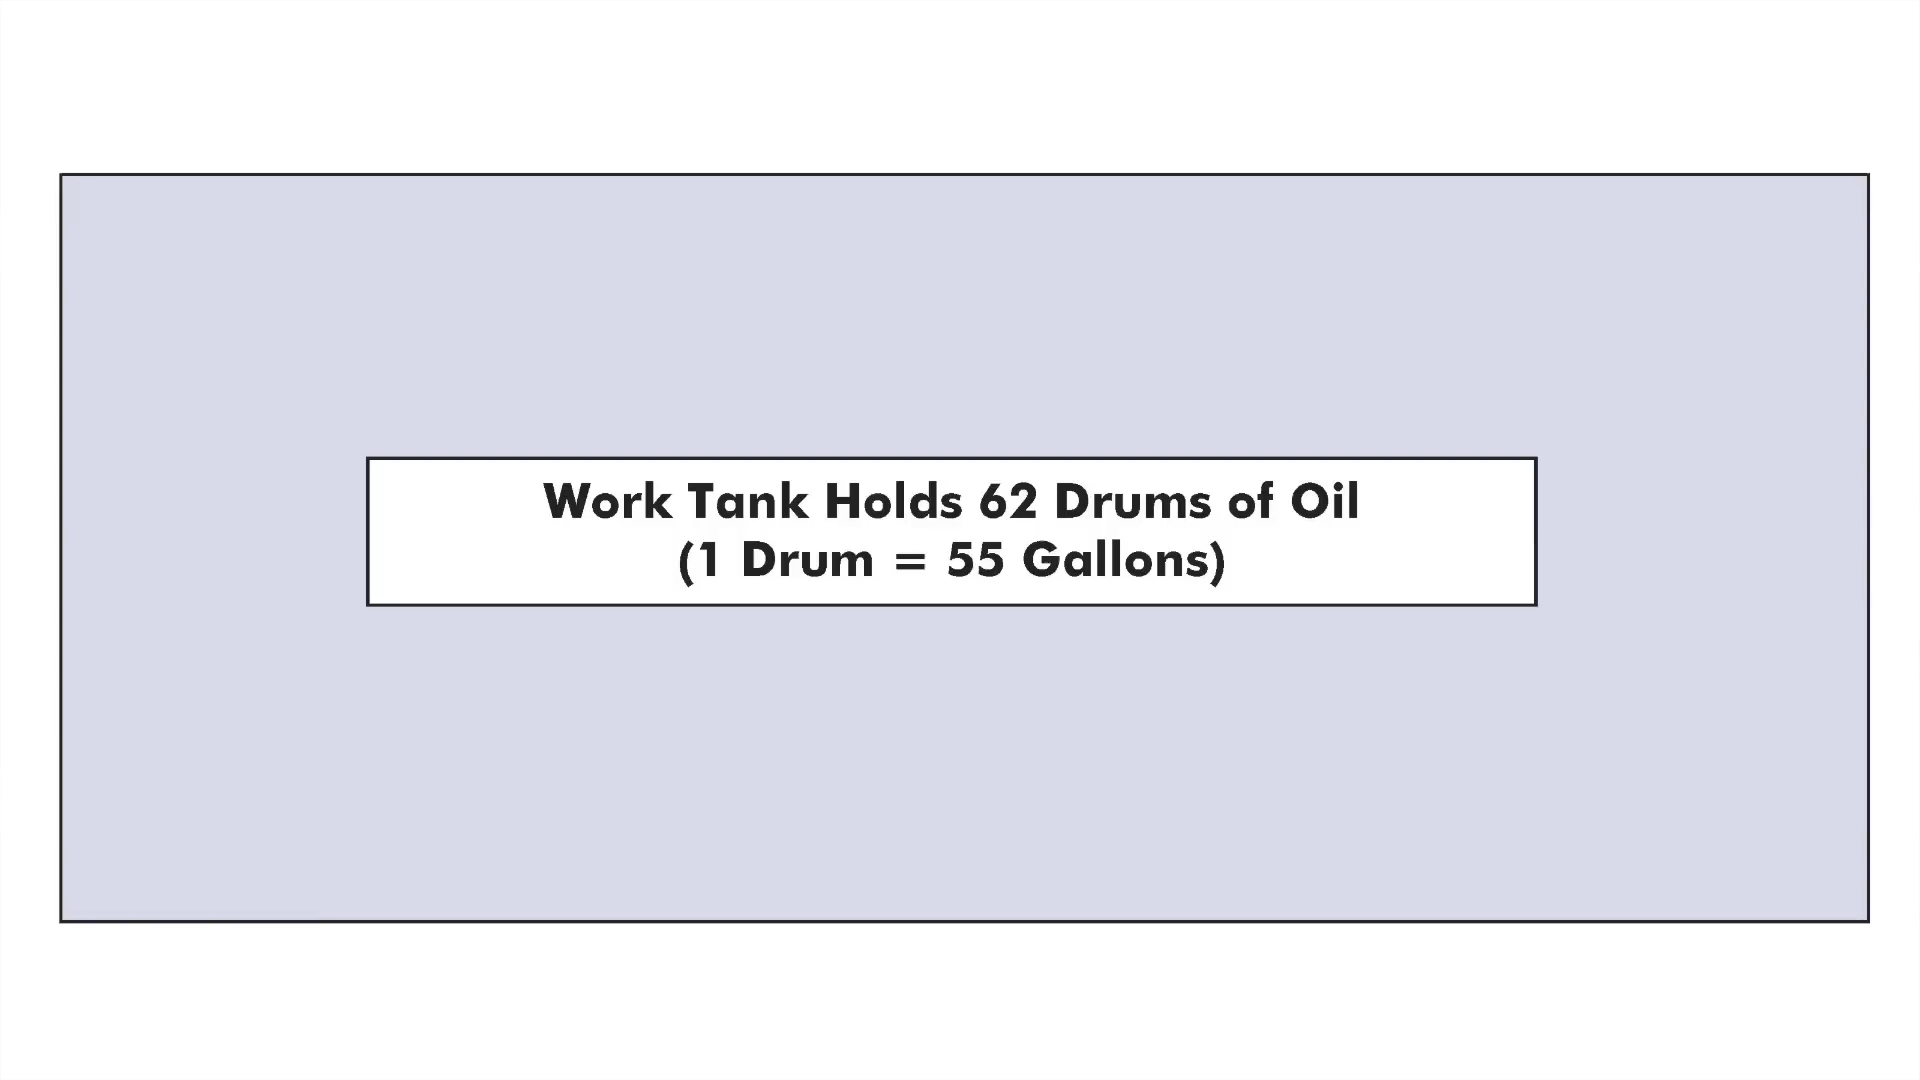 Work Tank Holds 62 Drums of Oil
(1 Drum = 55 Gallons)